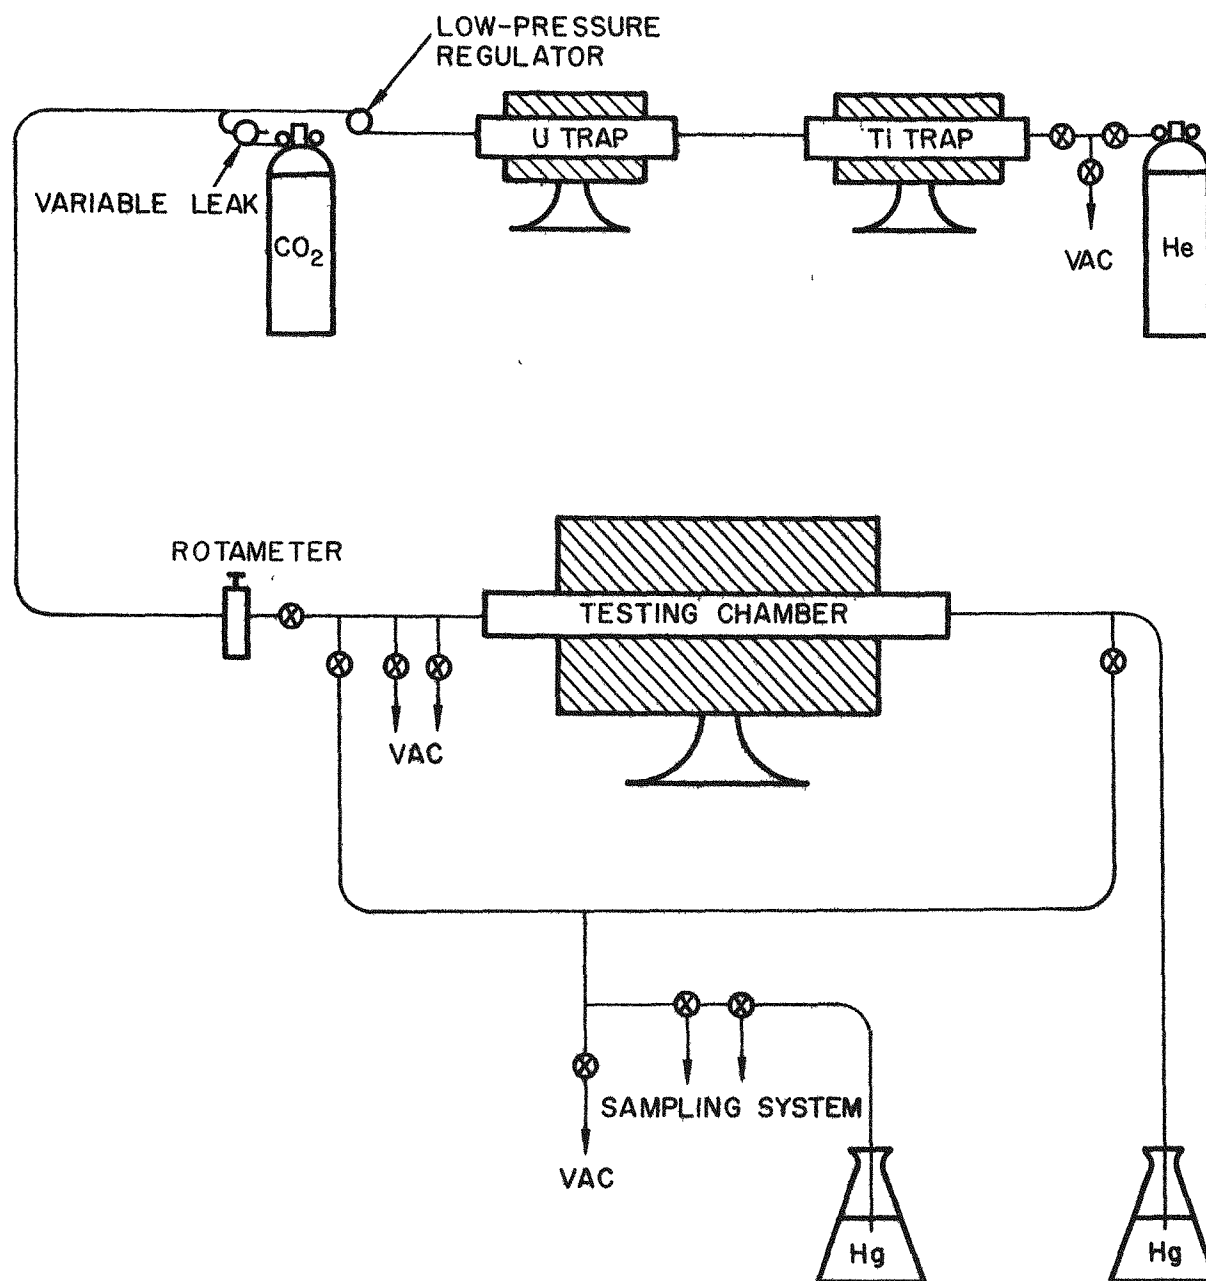 LOW-PRESSURE
REGULATOR
U TRAP
TI TRAP
VARIABLE LEAK
CO2
VAC
He
ROTAMETER
TESTING CHAMBER
VAC
SAMPLING SYSTEM
VAC
Hg
Hg